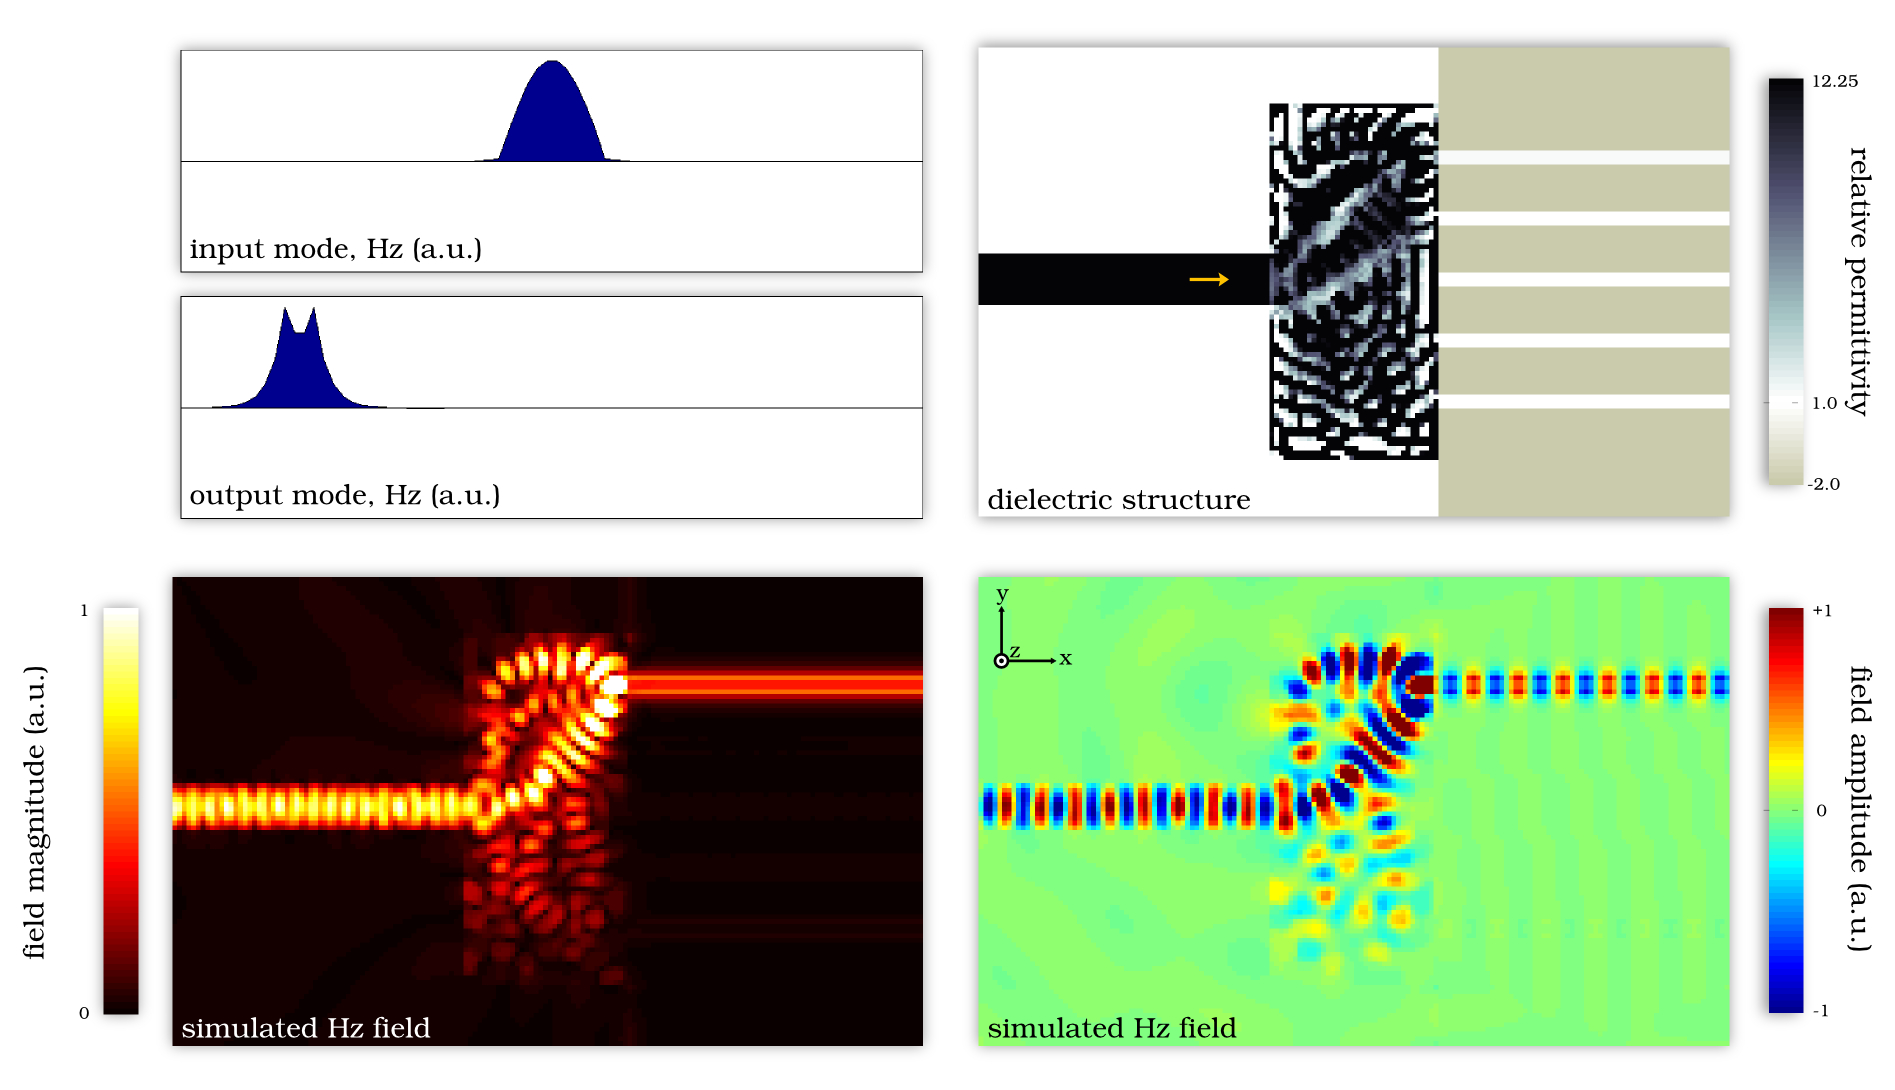 input mode, Hz (a.u.)
output mode, Hz (a.u.)
dielectric structure
12.25
1.0
-2.0
relative permittivity
1
0
field magnitude (a.u.)
simulated Hz field
y
z
x
simulated Hz field
+1
0
-1
field amplitude (a.u.)